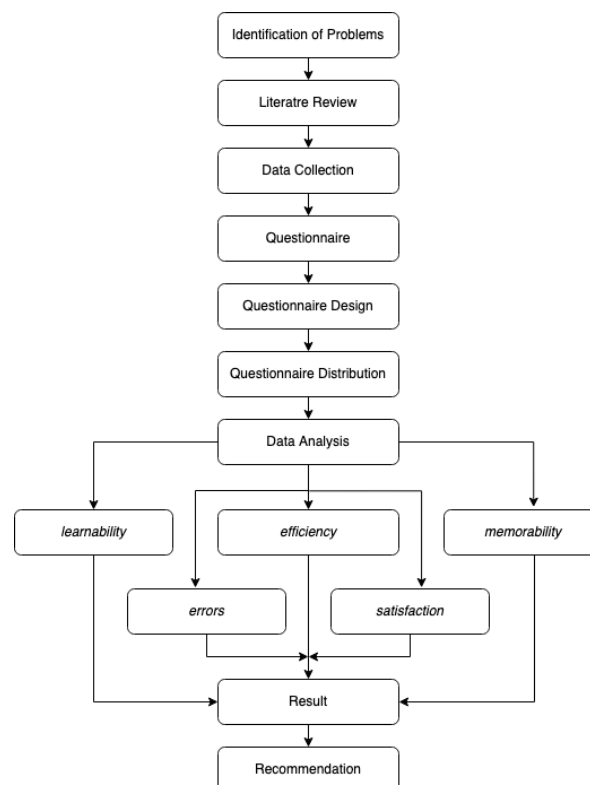 Identification of Problems
Literatre Review
Data Collection
Questionnaire
Questionnaire Design
Questionnaire Distribution
Data Analysis
learnability
efficiency
memorability
errors
satisfaction
Result
Recommendation